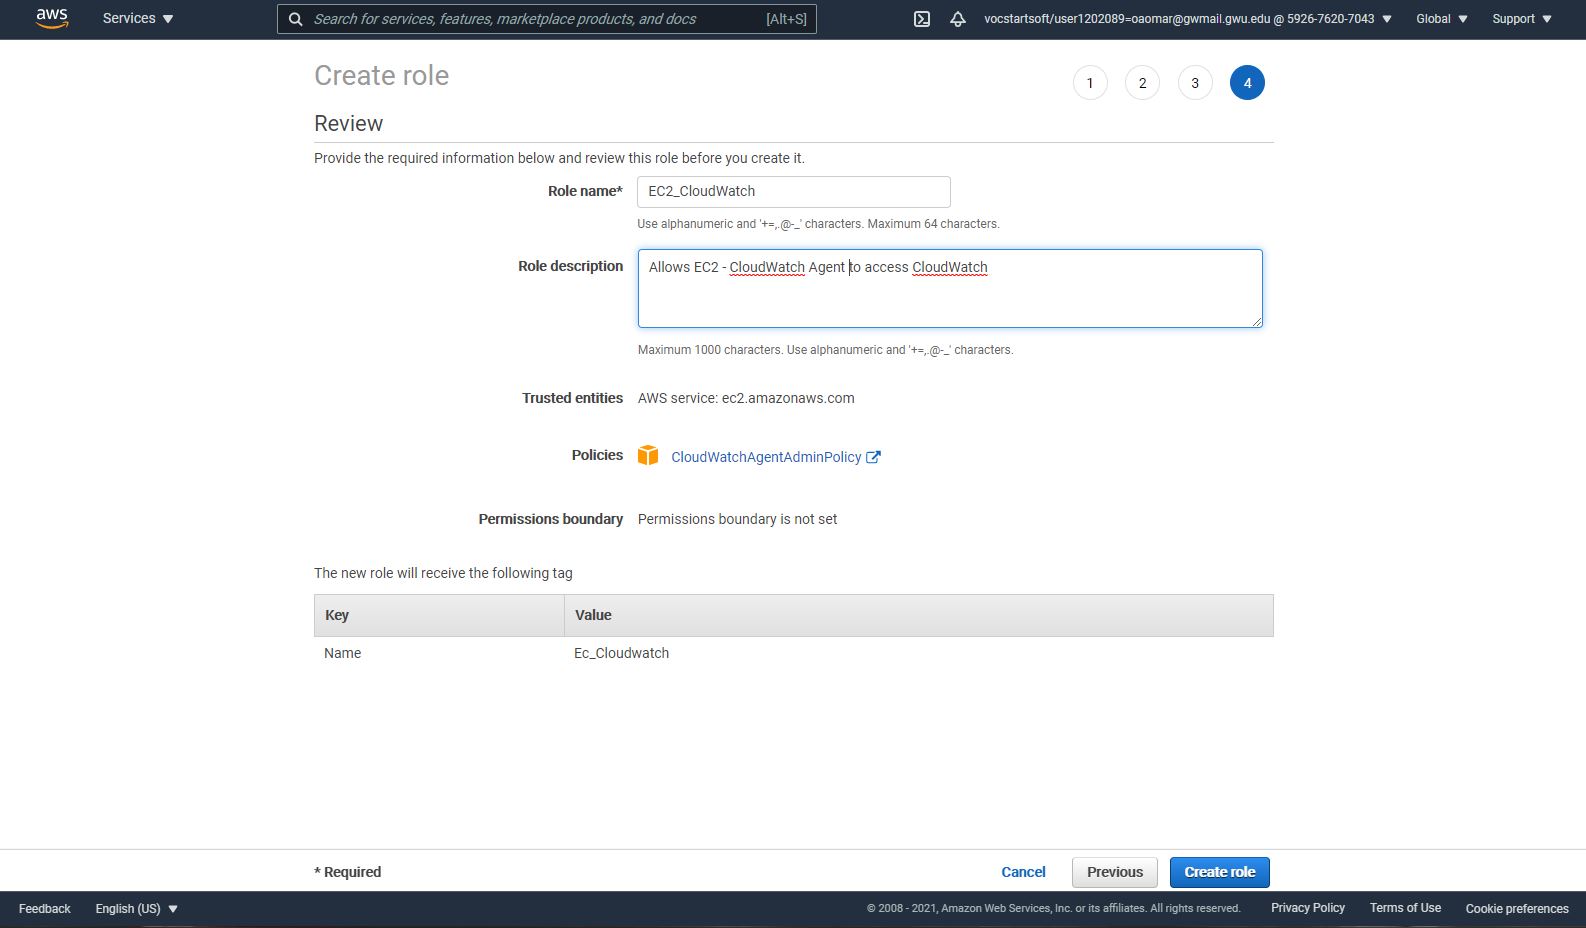 aws Services Search for services, features, marketplace products, and docs [Alt+S] vocstartsoft/user1202089=oaomar@gwmail.gwu.edu @ 5926-7620-7043 Global Support
Create role 1 2 3 4
Review
Provide the required information below and review this role before you create it.
Role name* EC2_CloudWatch
Use alphanumeric and '+=,.@-_' characters. Maximum 64 characters.
Role description Allows EC2 - CloudWatch Agent to access CloudWatch
Maximum 1000 characters. Use alphanumeric and '+=,.@-_' characters.
Trusted entities AWS service: ec2.amazonaws.com
Policies CloudWatchAgentAdminPolicy
Permissions boundary Permissions boundary is not set
The new role will receive the following tag
Key Value
Name Ec_Cloudwatch
* Required Cancel Previous Create role
Feedback English (US) © 2008 - 2021, Amazon Web Services, Inc. or its affiliates. All rights reserved. Privacy Policy Terms of Use Cookie preferences